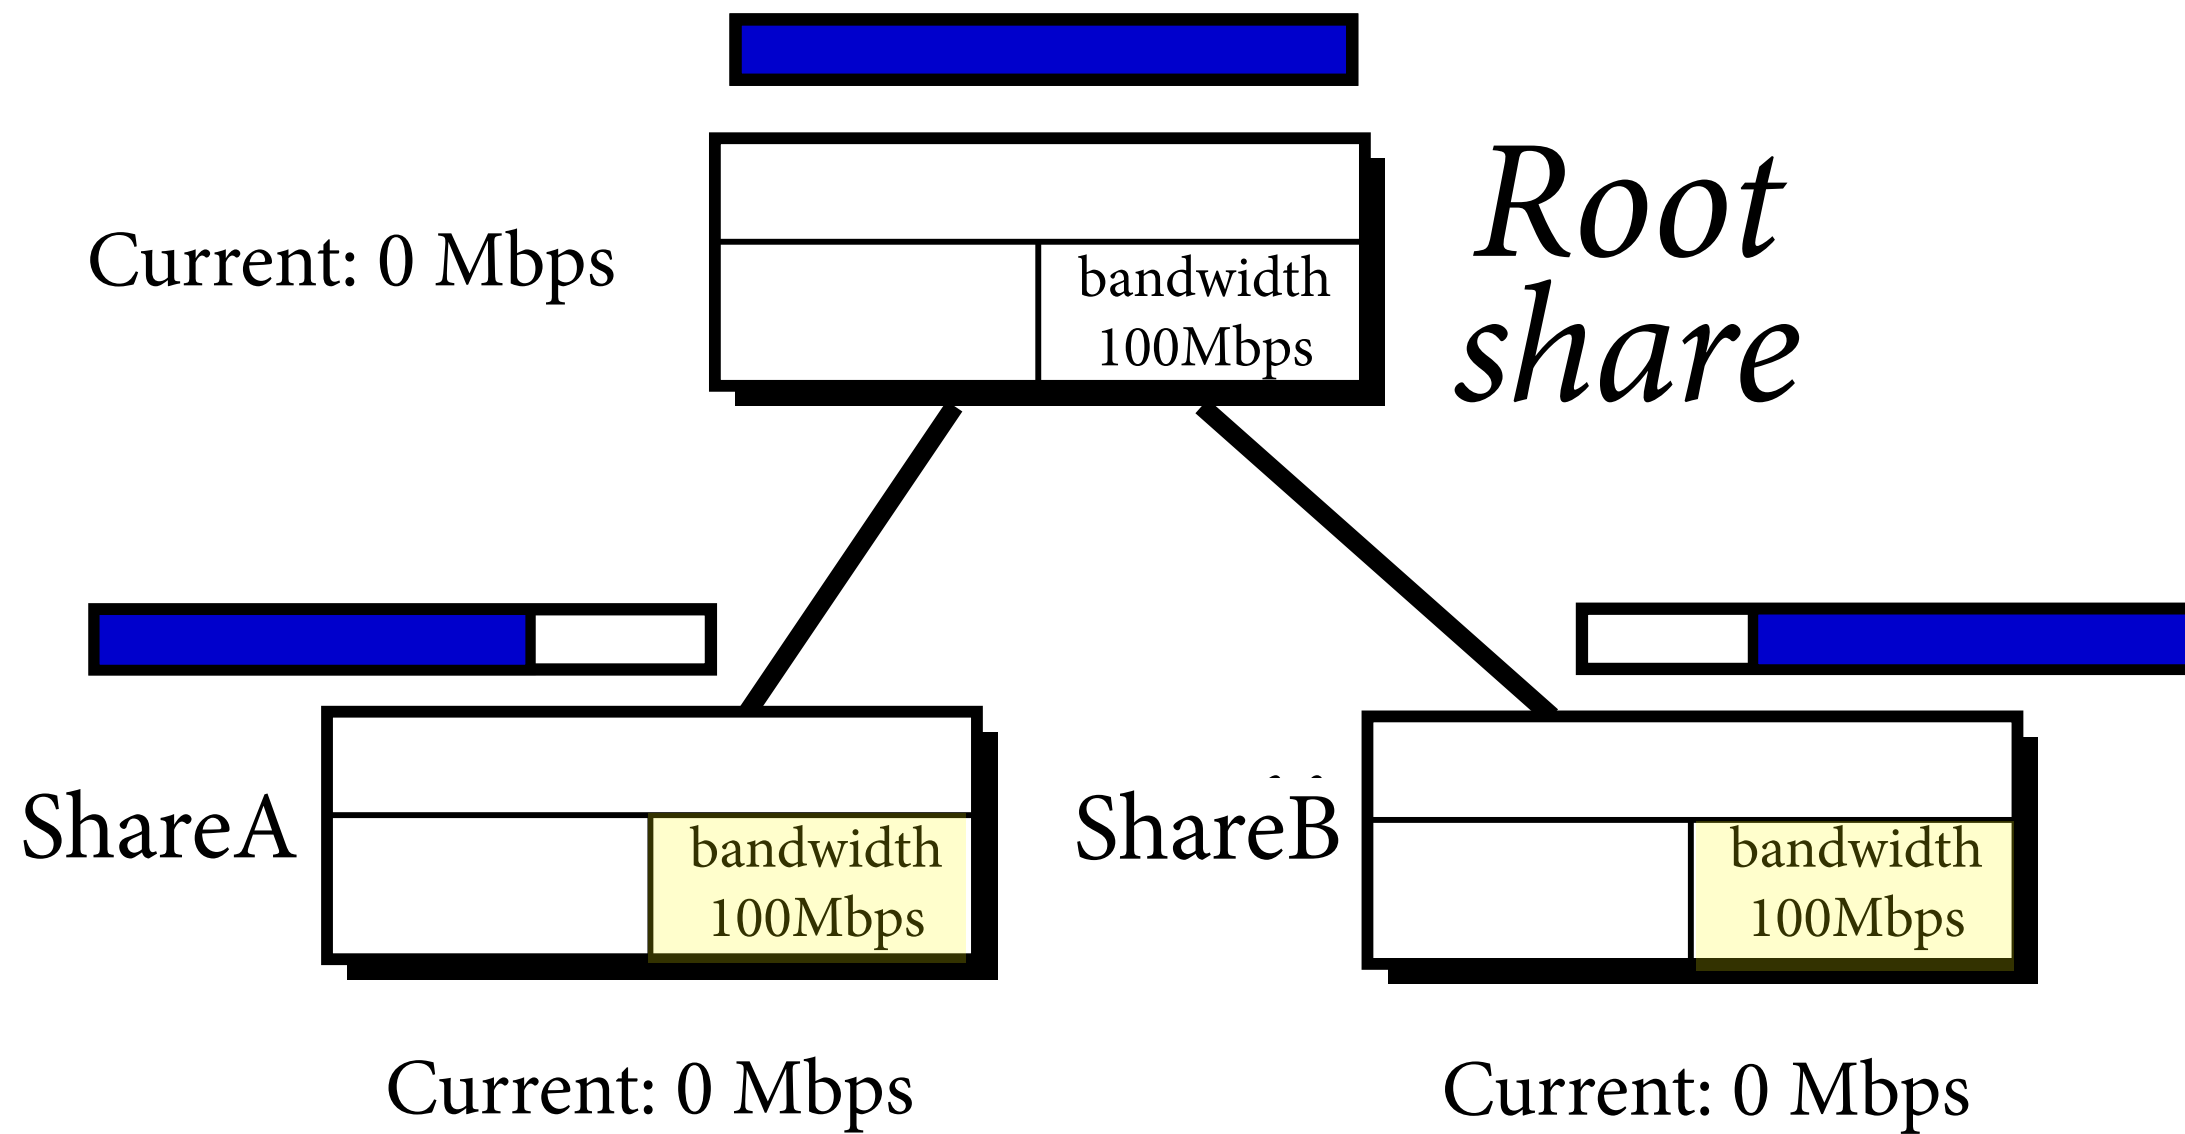 Root
share
Current: 0 Mbps
bandwidth
100Mbps
ShareA
bandwidth
100Mbps
ShareB
bandwidth
100Mbps
Current: 0 Mbps
Current: 0 Mbps